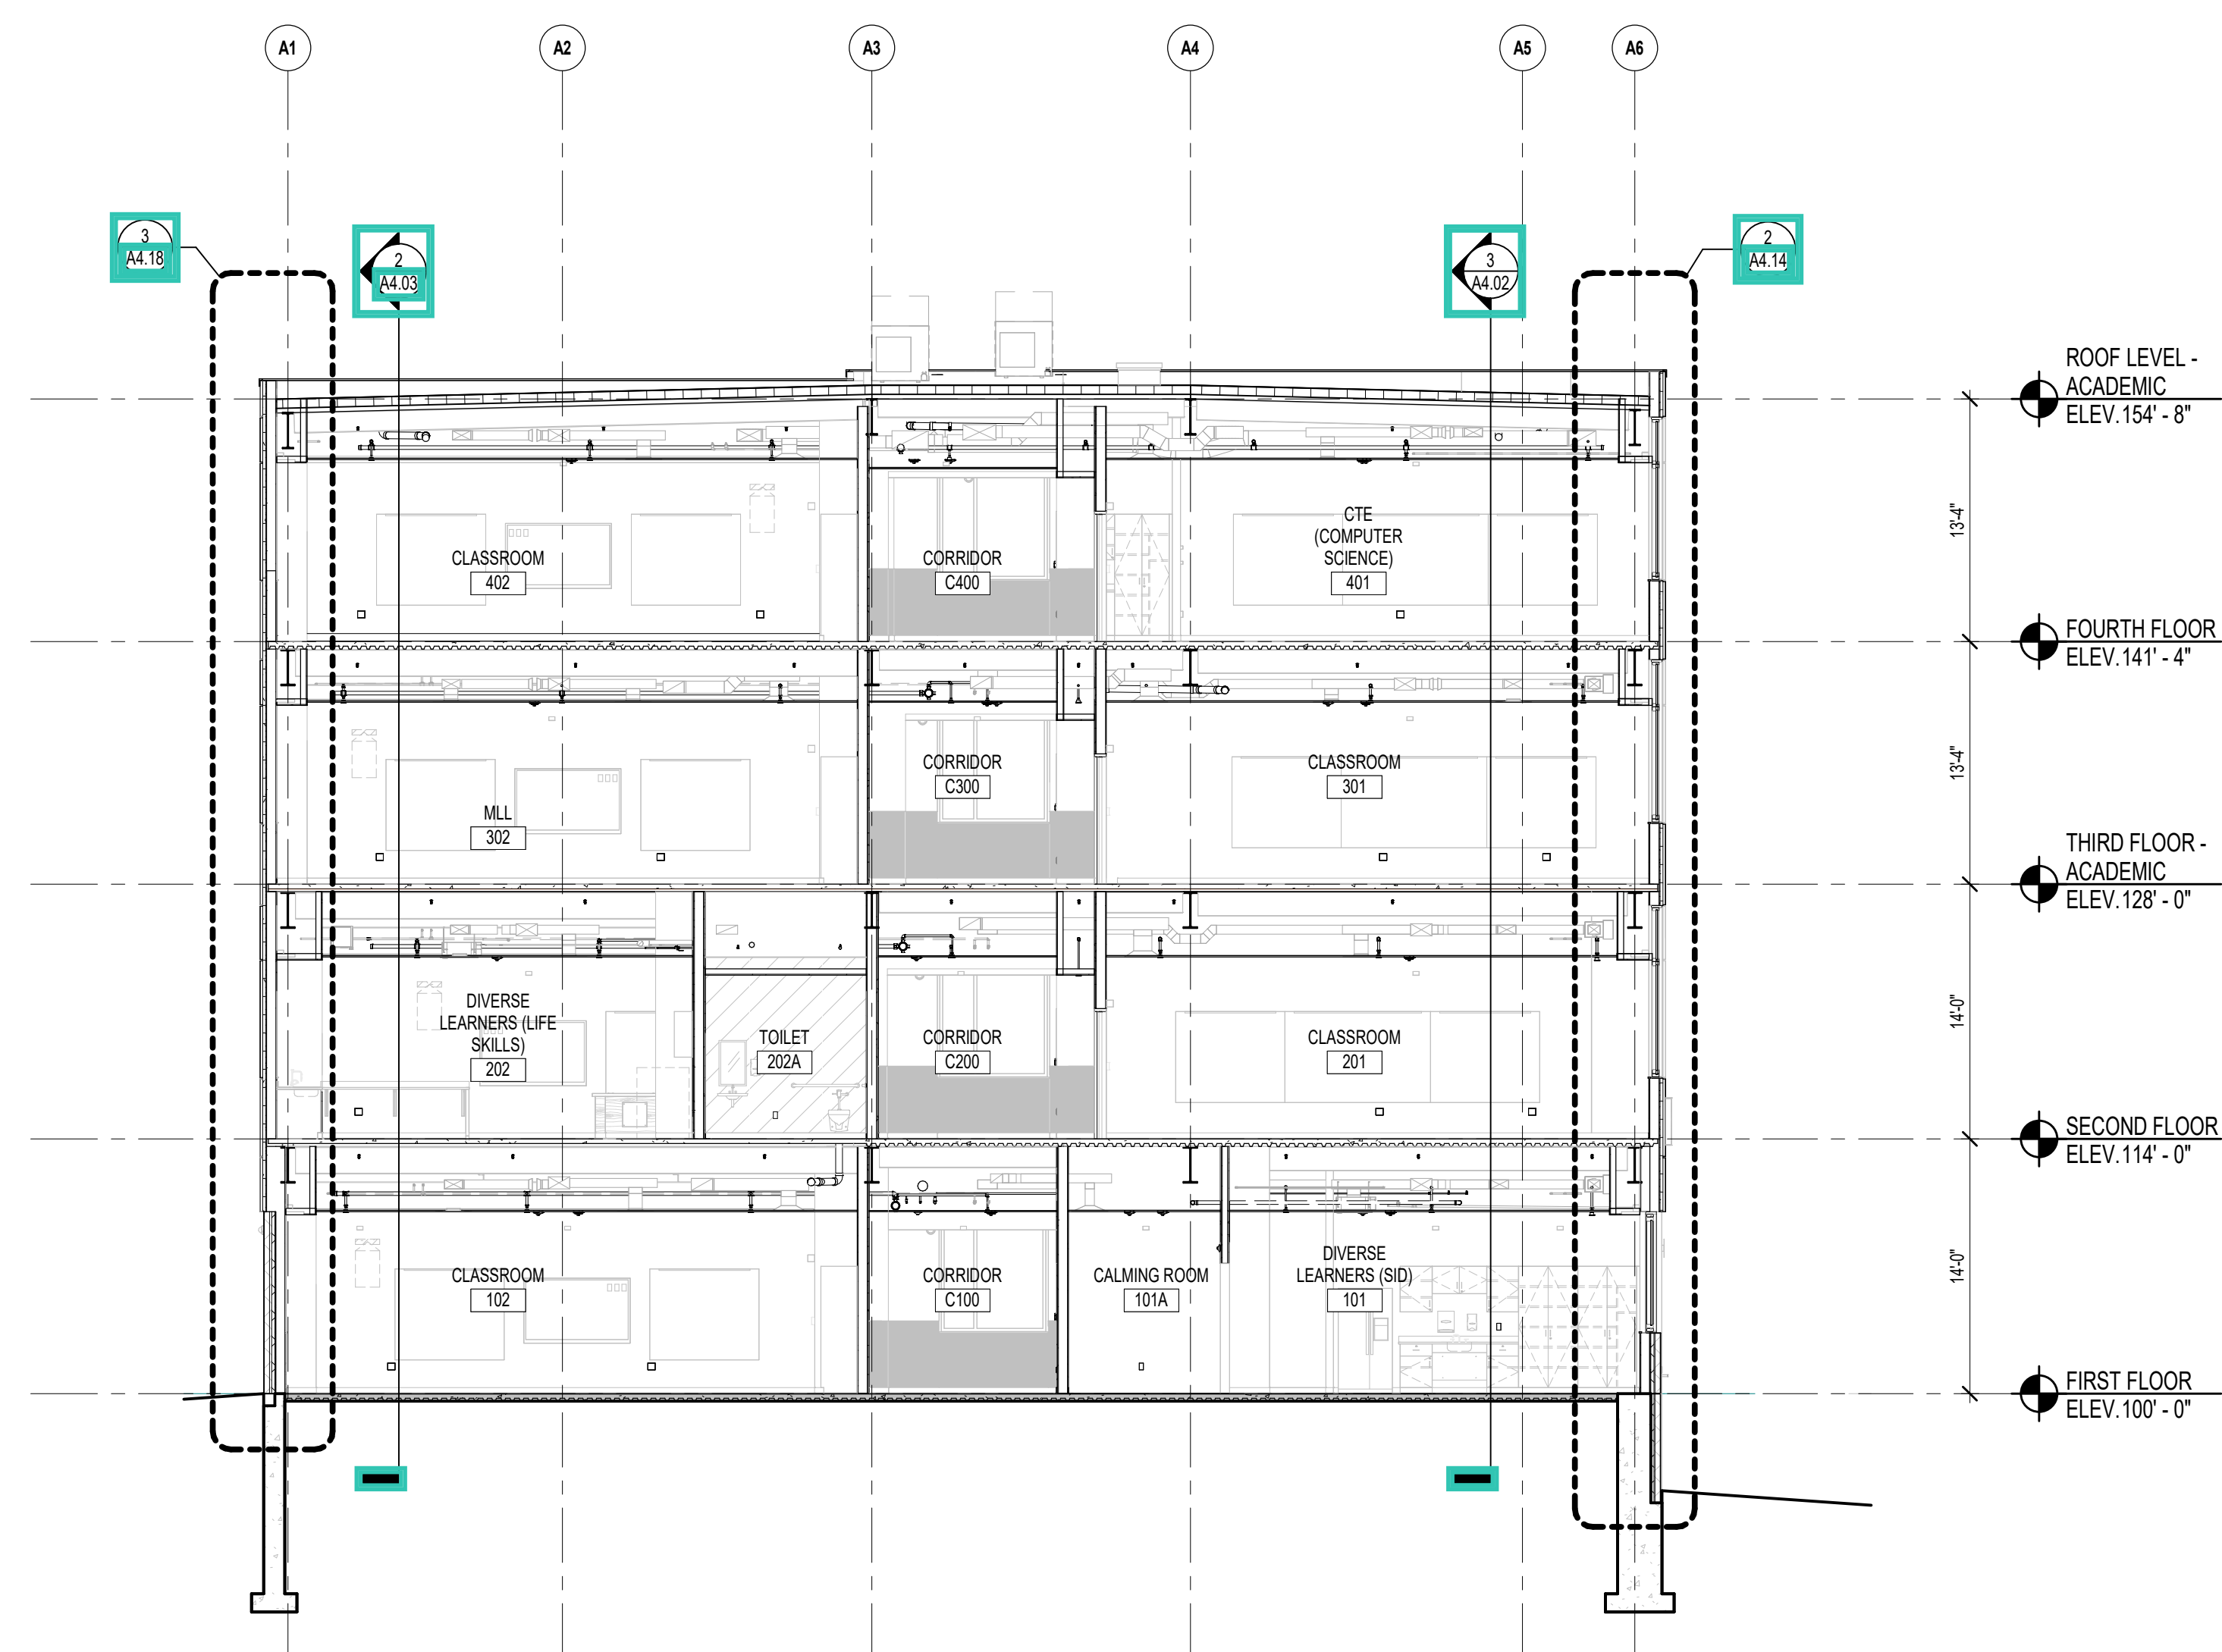 A1
A2
A3
A4
A5
A6
3
A4.18
2
A4.03
3
A4.02
2
A4.14
ROOF LEVEL -
ACADEMIC
ELEV. 154' - 8"
13'-4"
CLASSROOM
402
CORRIDOR
C400
CTE
(COMPUTER
SCIENCE)
401
FOURTH FLOOR
ELEV. 141' - 4"
13'-4"
MLL
302
CORRIDOR
C300
CLASSROOM
301
THIRD FLOOR -
ACADEMIC
ELEV. 128' - 0"
14'-0"
DIVERSE
LEARNERS (LIFE
SKILLS)
202
TOILET
202A
CORRIDOR
C200
CLASSROOM
201
SECOND FLOOR
ELEV. 114' - 0"
14'-0"
CLASSROOM
102
CORRIDOR
C100
CALMING ROOM
101A
DIVERSE
LEARNERS (SID)
101
FIRST FLOOR
ELEV. 100' - 0"